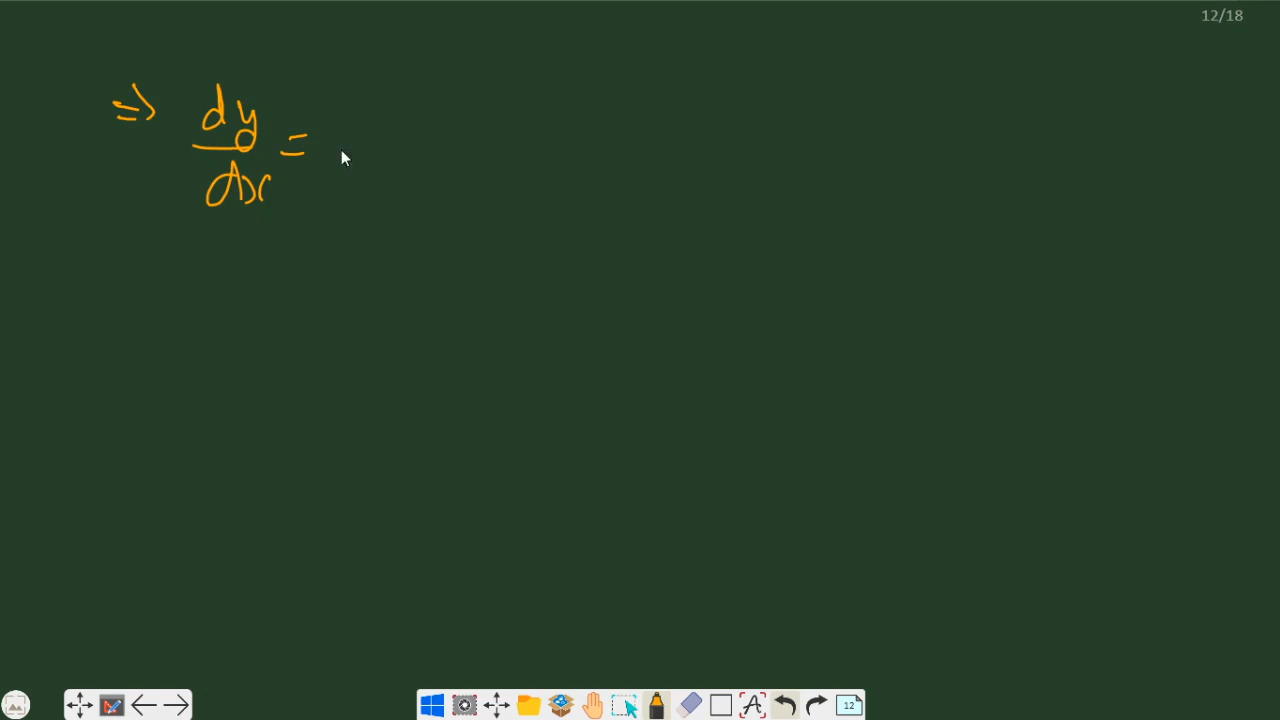 12/18
⇒ dy/dx =
12